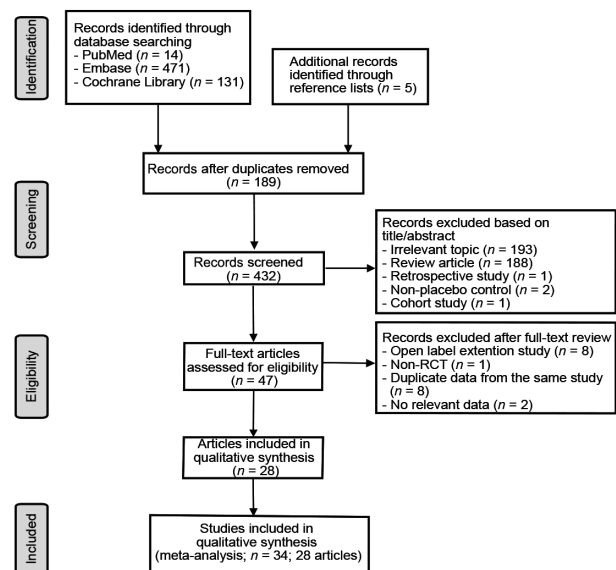 Identification
Records identified through
database searching
- PubMed (n = 14)
- Embase (n = 471)
- Cochrane Library (n = 131)
Additional records
identified through
reference lists (n = 5)
Records after duplicates removed
(n = 189)
Screening
Records screened
(n = 432)
Records excluded based on
title/abstract
- Irrelevant topic (n = 193)
- Review article (n = 188)
- Retrospective study (n = 1)
- Non-placebo control (n = 2)
- Cohort study (n = 1)
Eligibility
Full-text articles
assessed for eligibility
(n = 47)
Records excluded after full-text review
- Open label extention study (n = 8)
- Non-RCT (n = 1)
- Duplicate data from the same study
(n = 8)
- No relevant data (n = 2)
Articles included in
qualitative synthesis
(n = 28)
Included
Studies included in
qualitative synthesis
(meta-analysis; n = 34; 28 articles)